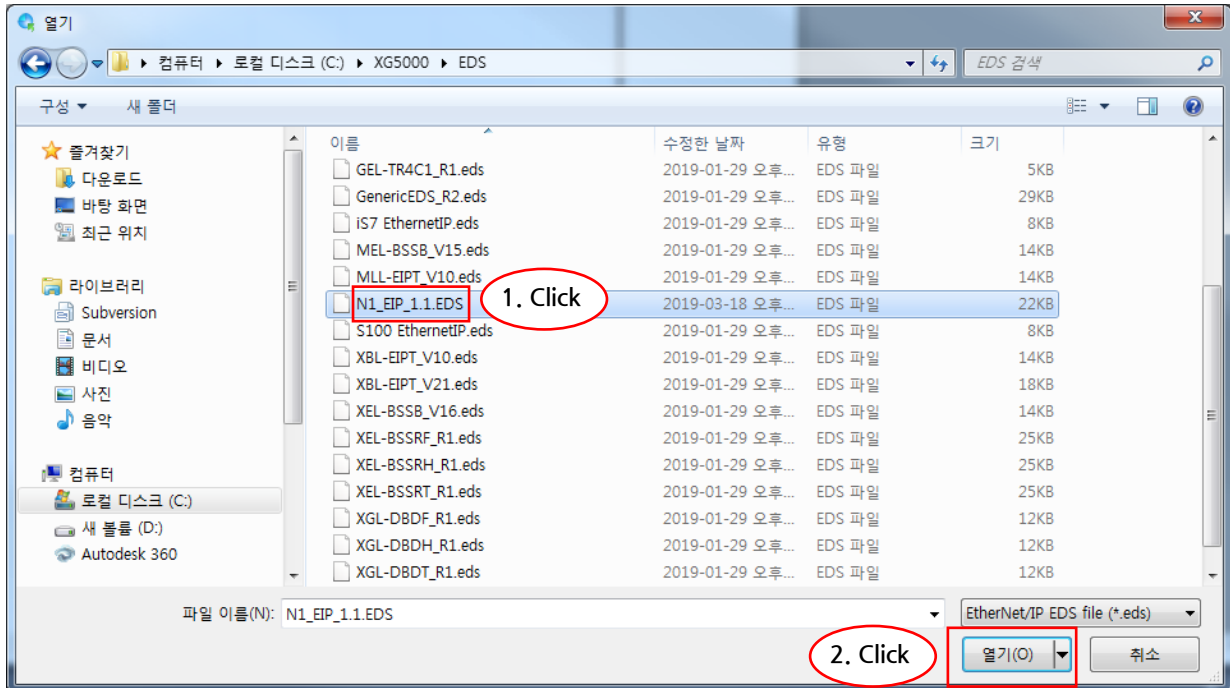 열기
컴퓨터 ▶ 로컬 디스크 (C:) ▶ XG5000 ▶ EDS
EDS 검색
구성 ▼ 새 폴더
즐겨찾기
다운로드
바탕 화면
최근 위치
라이브러리
Subversion
문서
비디오
사진
음악
컴퓨터
로컬 디스크 (C:)
새 볼륨 (D:)
Autodesk 360
이름 수정한 날짜 유형 크기
GEL-TR4C1_R1.eds 2019-01-29 오후... EDS 파일 5KB
GenericEDS_R2.eds 2019-01-29 오후... EDS 파일 29KB
iS7 EthernetIP.eds 2019-01-29 오후... EDS 파일 8KB
MEL-BSSB_V15.eds 2019-01-29 오후... EDS 파일 14KB
MLL-EIPT_V10.eds 2019-01-29 오후... EDS 파일 14KB
N1_EIP_1.1.EDS 2019-03-18 오후... EDS 파일 22KB
1. Click
S100 EthernetIP.eds 2019-01-29 오후... EDS 파일 8KB
XBL-EIPT_V10.eds 2019-01-29 오후... EDS 파일 14KB
XBL-EIPT_V21.eds 2019-01-29 오후... EDS 파일 18KB
XEL-BSSB_V16.eds 2019-01-29 오후... EDS 파일 14KB
XEL-BSSRF_R1.eds 2019-01-29 오후... EDS 파일 25KB
XEL-BSSRH_R1.eds 2019-01-29 오후... EDS 파일 25KB
XEL-BSSRT_R1.eds 2019-01-29 오후... EDS 파일 25KB
XGL-DBDF_R1.eds 2019-01-29 오후... EDS 파일 12KB
XGL-DBDH_R1.eds 2019-01-29 오후... EDS 파일 12KB
XGL-DBDT_R1.eds 2019-01-29 오후... EDS 파일 12KB
파일 이름(N): N1_EIP_1.1.EDS EtherNet/IP EDS file (*.eds)
2. Click
열기(O) 취소